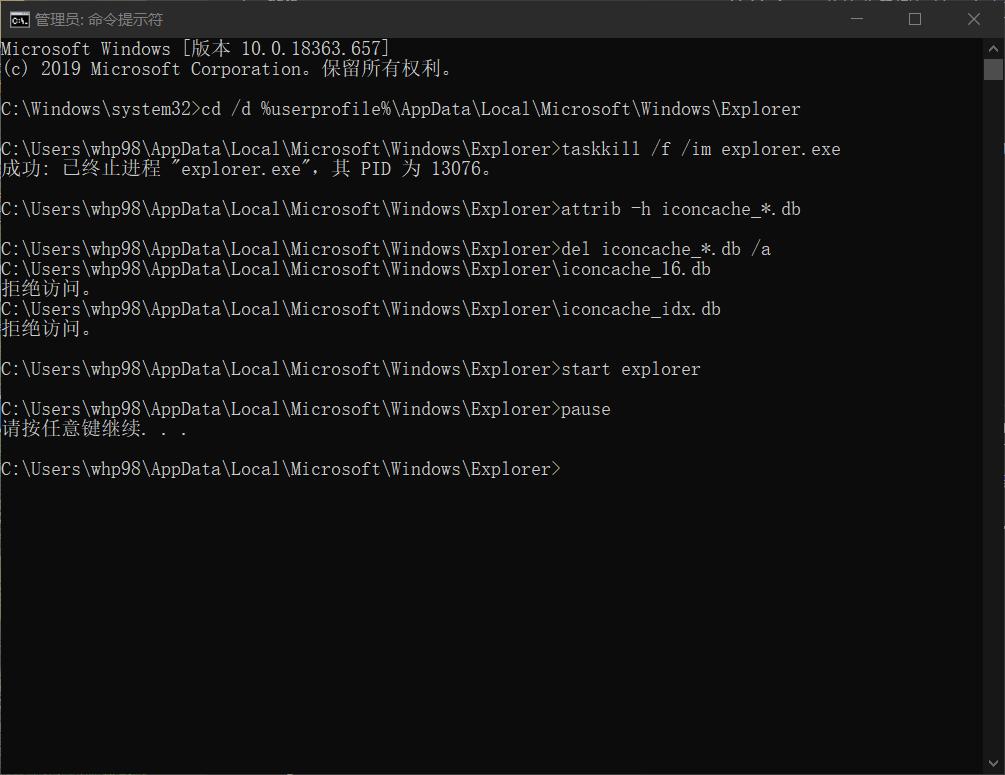 管理员: 命令提示符
Microsoft Windows [版本 10.0.18363.657]
(c) 2019 Microsoft Corporation。保留所有权利。
C:\Windows\system32>cd /d %userprofile%\AppData\Local\Microsoft\Windows\Explorer
C:\Users\whp98\AppData\Local\Microsoft\Windows\Explorer>taskkill /f /im explorer.exe
成功: 已终止进程 "explorer.exe"，其 PID 为 13076。
C:\Users\whp98\AppData\Local\Microsoft\Windows\Explorer>attrib -h iconcache_*.db
C:\Users\whp98\AppData\Local\Microsoft\Windows\Explorer>del iconcache_*.db /a
C:\Users\whp98\AppData\Local\Microsoft\Windows\Explorer\iconcache_16.db
拒绝访问。
C:\Users\whp98\AppData\Local\Microsoft\Windows\Explorer\iconcache_idx.db
拒绝访问。
C:\Users\whp98\AppData\Local\Microsoft\Windows\Explorer>start explorer
C:\Users\whp98\AppData\Local\Microsoft\Windows\Explorer>pause
请按任意键继续. . .
C:\Users\whp98\AppData\Local\Microsoft\Windows\Explorer>